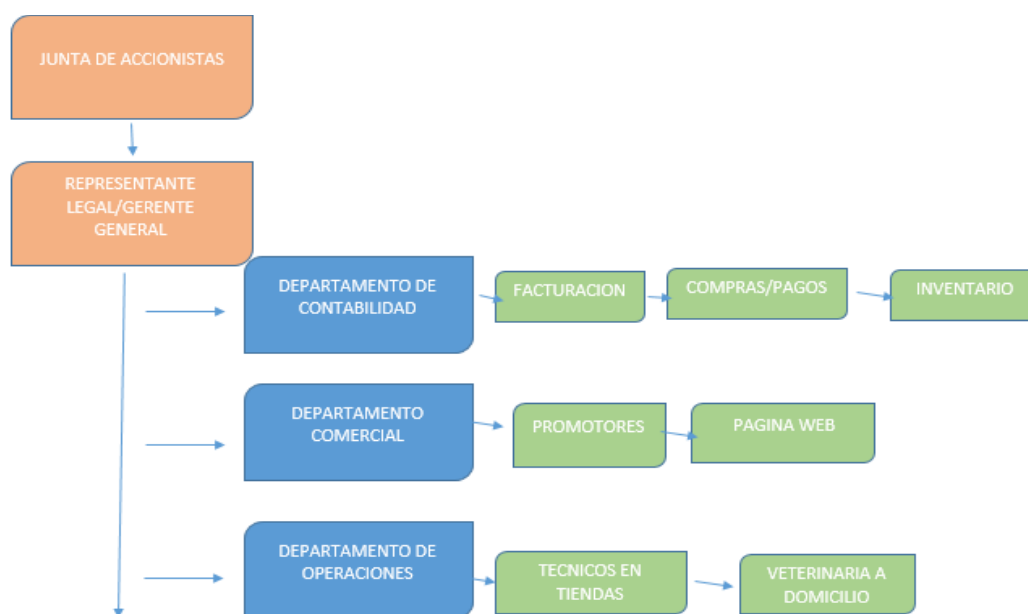 JUNTA DE ACCIONISTAS
REPRESENTANTE
LEGAL/GERENTE
GENERAL
DEPARTAMENTO DE
CONTABILIDAD
FACTURACION
COMPRAS/PAGOS
INVENTARIO
DEPARTAMENTO
COMERCIAL
PROMOTORES
PAGINA WEB
DEPARTAMENTO DE
OPERACIONES
TECNICOS EN
TIENDAS
VETERINARIA A
DOMICILIO